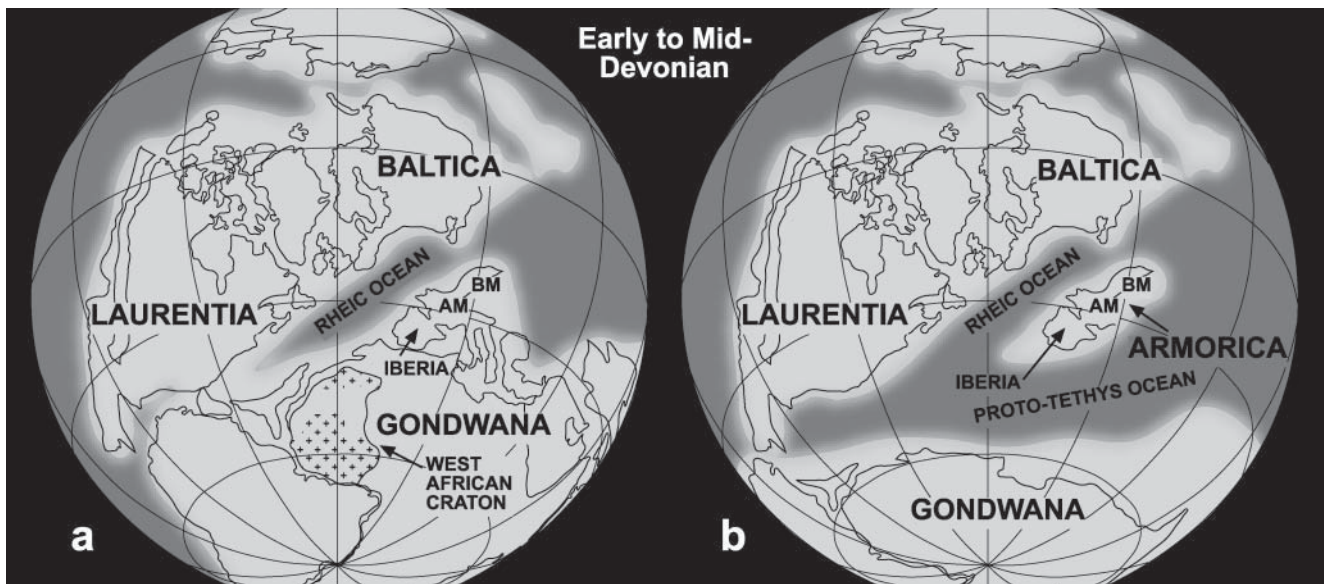 Early to Mid-
Devonian
BALTICA
LAURENTIA
RHEIC OCEAN
BM
AM
IBERIA
GONDWANA
WEST
AFRICAN
CRATON
a
BALTICA
LAURENTIA
RHEIC OCEAN
BM
AM
ARMORICA
IBERIA
PROTO-TETHYS OCEAN
GONDWANA
b